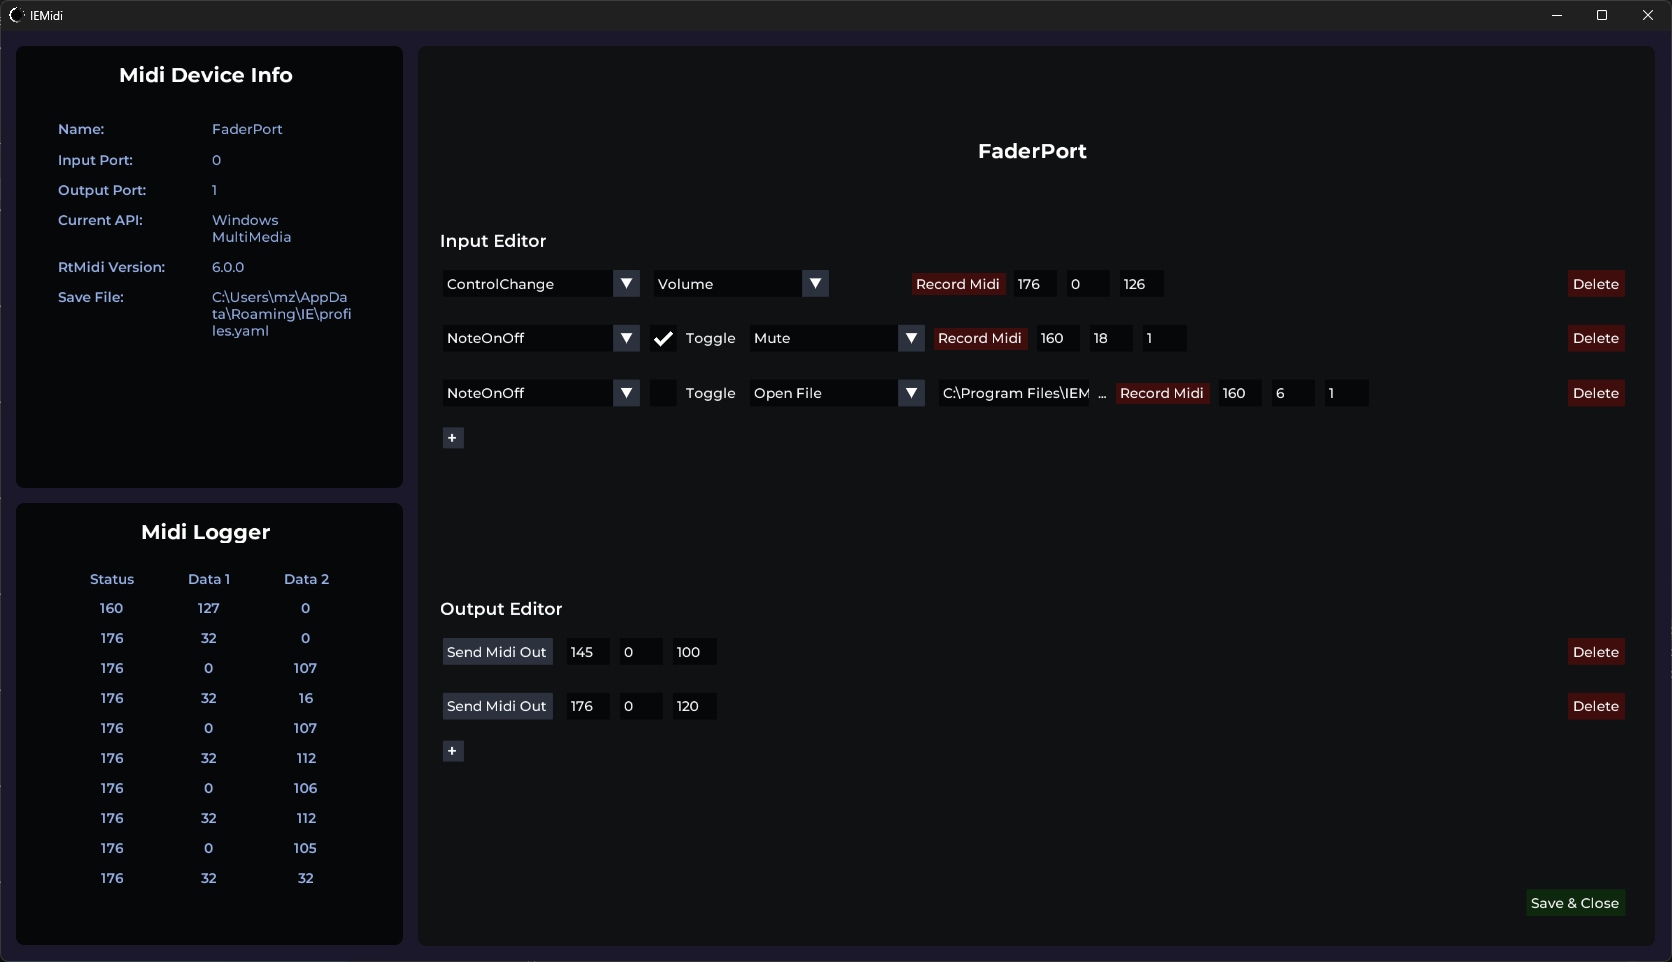 IEMidi
Midi Device Info
Name: FaderPort
Input Port: 0
Output Port: 1
Current API: Windows
MultiMedia
RtMidi Version: 6.0.0
Save File: C:\Users\mz\AppDa
ta\Roaming\IE\profi
les.yaml
Midi Logger
Status Data 1 Data 2
160 127 0
176 32 0
176 0 107
176 32 16
176 0 107
176 32 112
176 0 106
176 32 112
176 0 105
176 32 32
FaderPort
Input Editor
ControlChange Volume Record Midi 176 0 126 Delete
NoteOnOff Toggle Mute Record Midi 160 18 1 Delete
NoteOnOff Toggle Open File C:\Program Files\IEM ... Record Midi 160 6 1 Delete
+
Output Editor
Send Midi Out 145 0 100 Delete
Send Midi Out 176 0 120 Delete
+
Save & Close